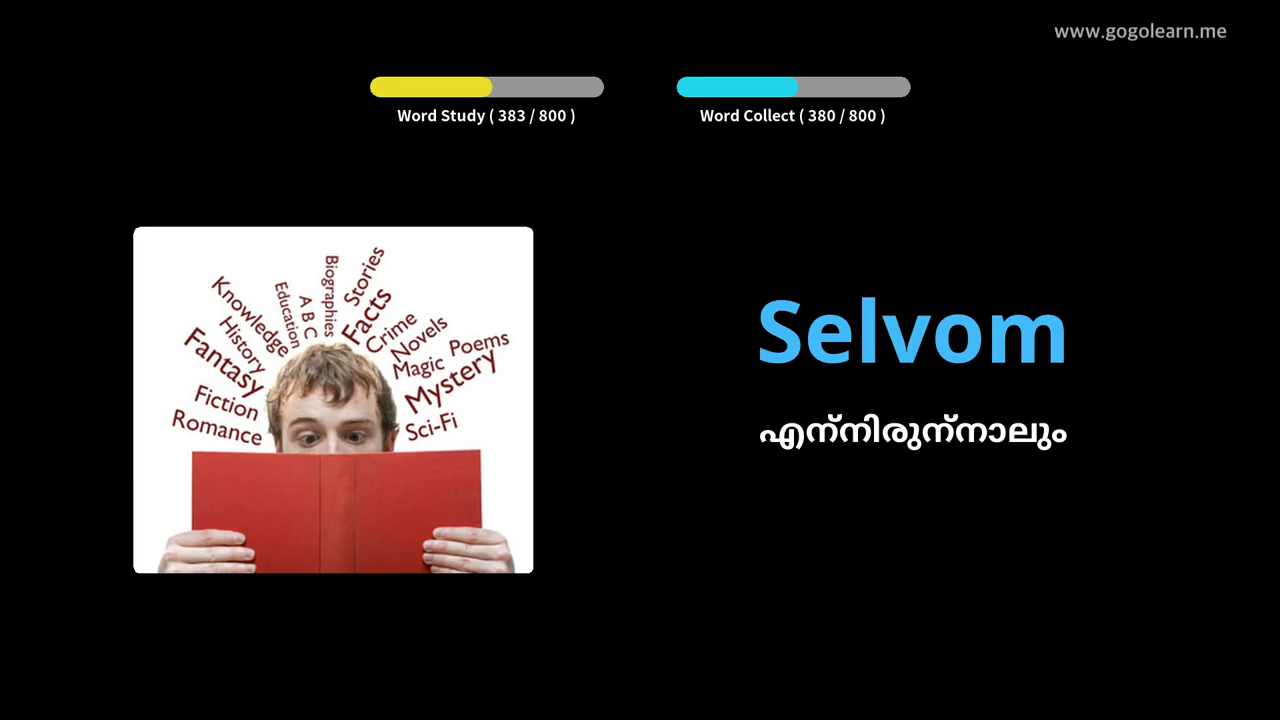 www.gogolearn.me
Word Study ( 383 / 800 )
Word Collect ( 380 / 800 )
Stories
Biographies
Facts
A B C
Education
Knowledge
History
Fantasy
Fiction
Romance
Crime
Novels
Poems
Magic
Mystery
Sci-Fi
Selvom
എന്നിരുന്നാലും